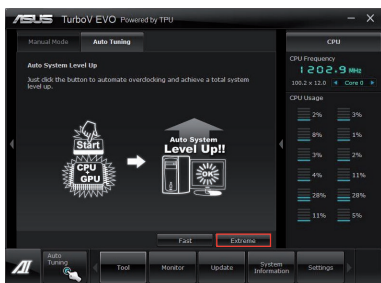 ASUS TurboV EVO Powered by TPU
Manual Mode
Auto Tuning
Auto System Level Up
Just click the button to automate overclocking and achieve a total system
level up.
Start
CPU
+
GPU
Auto System
Level Up!!
OK
Fast
Extreme
CPU
CPU Frequency
1202.9 MHz
100.2 x 12.0
Core 0
CPU Usage
2% 3%
8% 1%
3% 2%
4% 11%
28% 28%
11% 5%
AII
Auto
Tuning
Tool
Monitor
Update
System
Information
Settings